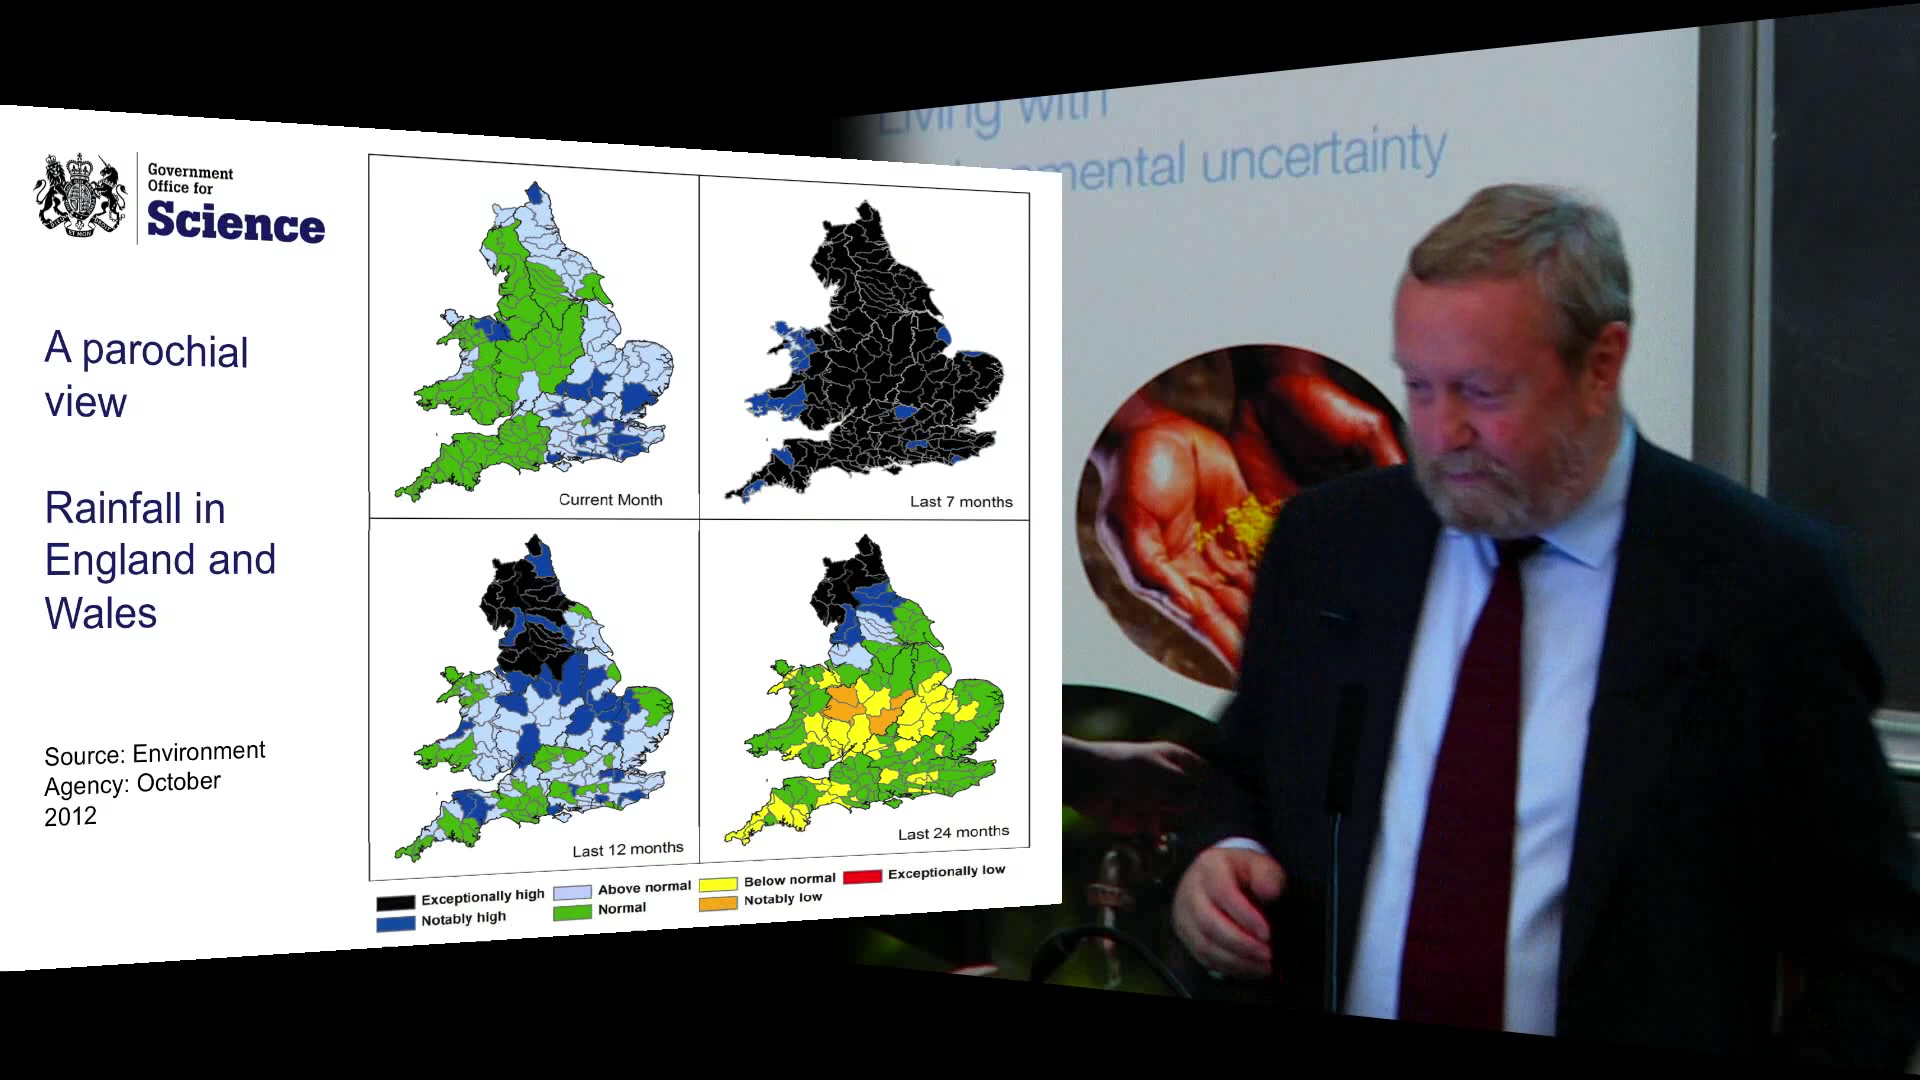 Government
Office for
Science
A parochial
view
Rainfall in
England and
Wales
Source: Environment
Agency: October
2012
Current Month
Last 7 months
Last 12 months
Last 24 months
Exceptionally high
Above normal
Below normal
Exceptionally low
Notably high
Normal
Notably low
Living with
mental uncertainty